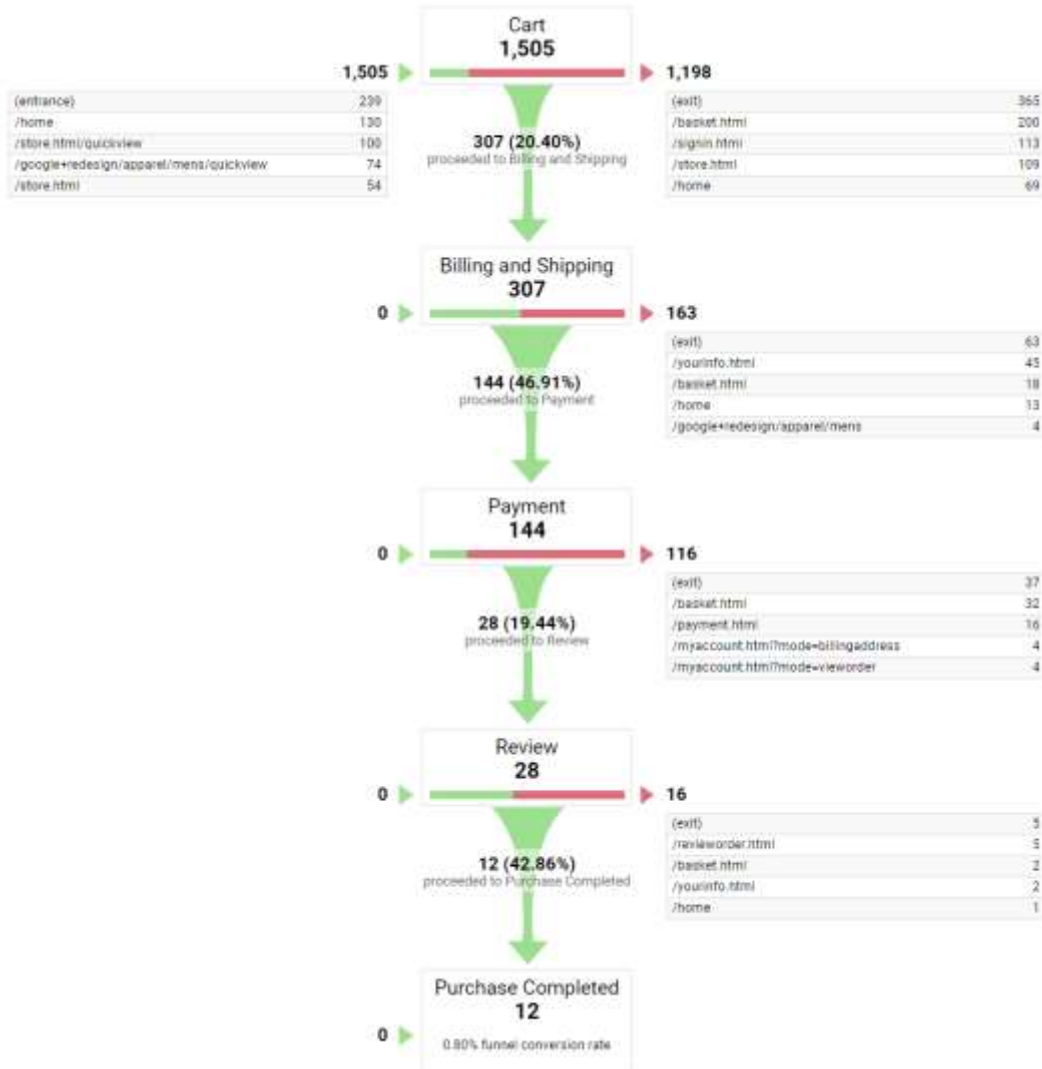 Cart
1,505
1,505
1,198
(entrance) 239
/home 130
/store.html/quickview 100
/google+redesign/apparel/mens/quickview 74
/store.html 54
(exit) 365
/basket.html 200
/signin.html 113
/store.html 109
/home 69
307 (20.40%)
proceeded to Billing and Shipping
Billing and Shipping
307
0
163
(exit) 63
/yourinfo.html 45
/basket.html 18
/home 13
/google+redesign/apparel/mens 4
144 (46.91%)
proceeded to Payment
Payment
144
0
116
(exit) 37
/basket.html 32
/payment.html 16
/myaccount.html?mode=billingaddress 4
/myaccount.html?mode=vieworder 4
28 (19.44%)
proceeded to Review
Review
28
0
16
(exit) 5
/revieworder.html 5
/basket.html 2
/yourinfo.html 2
/home 1
12 (42.86%)
proceeded to Purchase Completed
Purchase Completed
12
0
0.80% funnel conversion rate